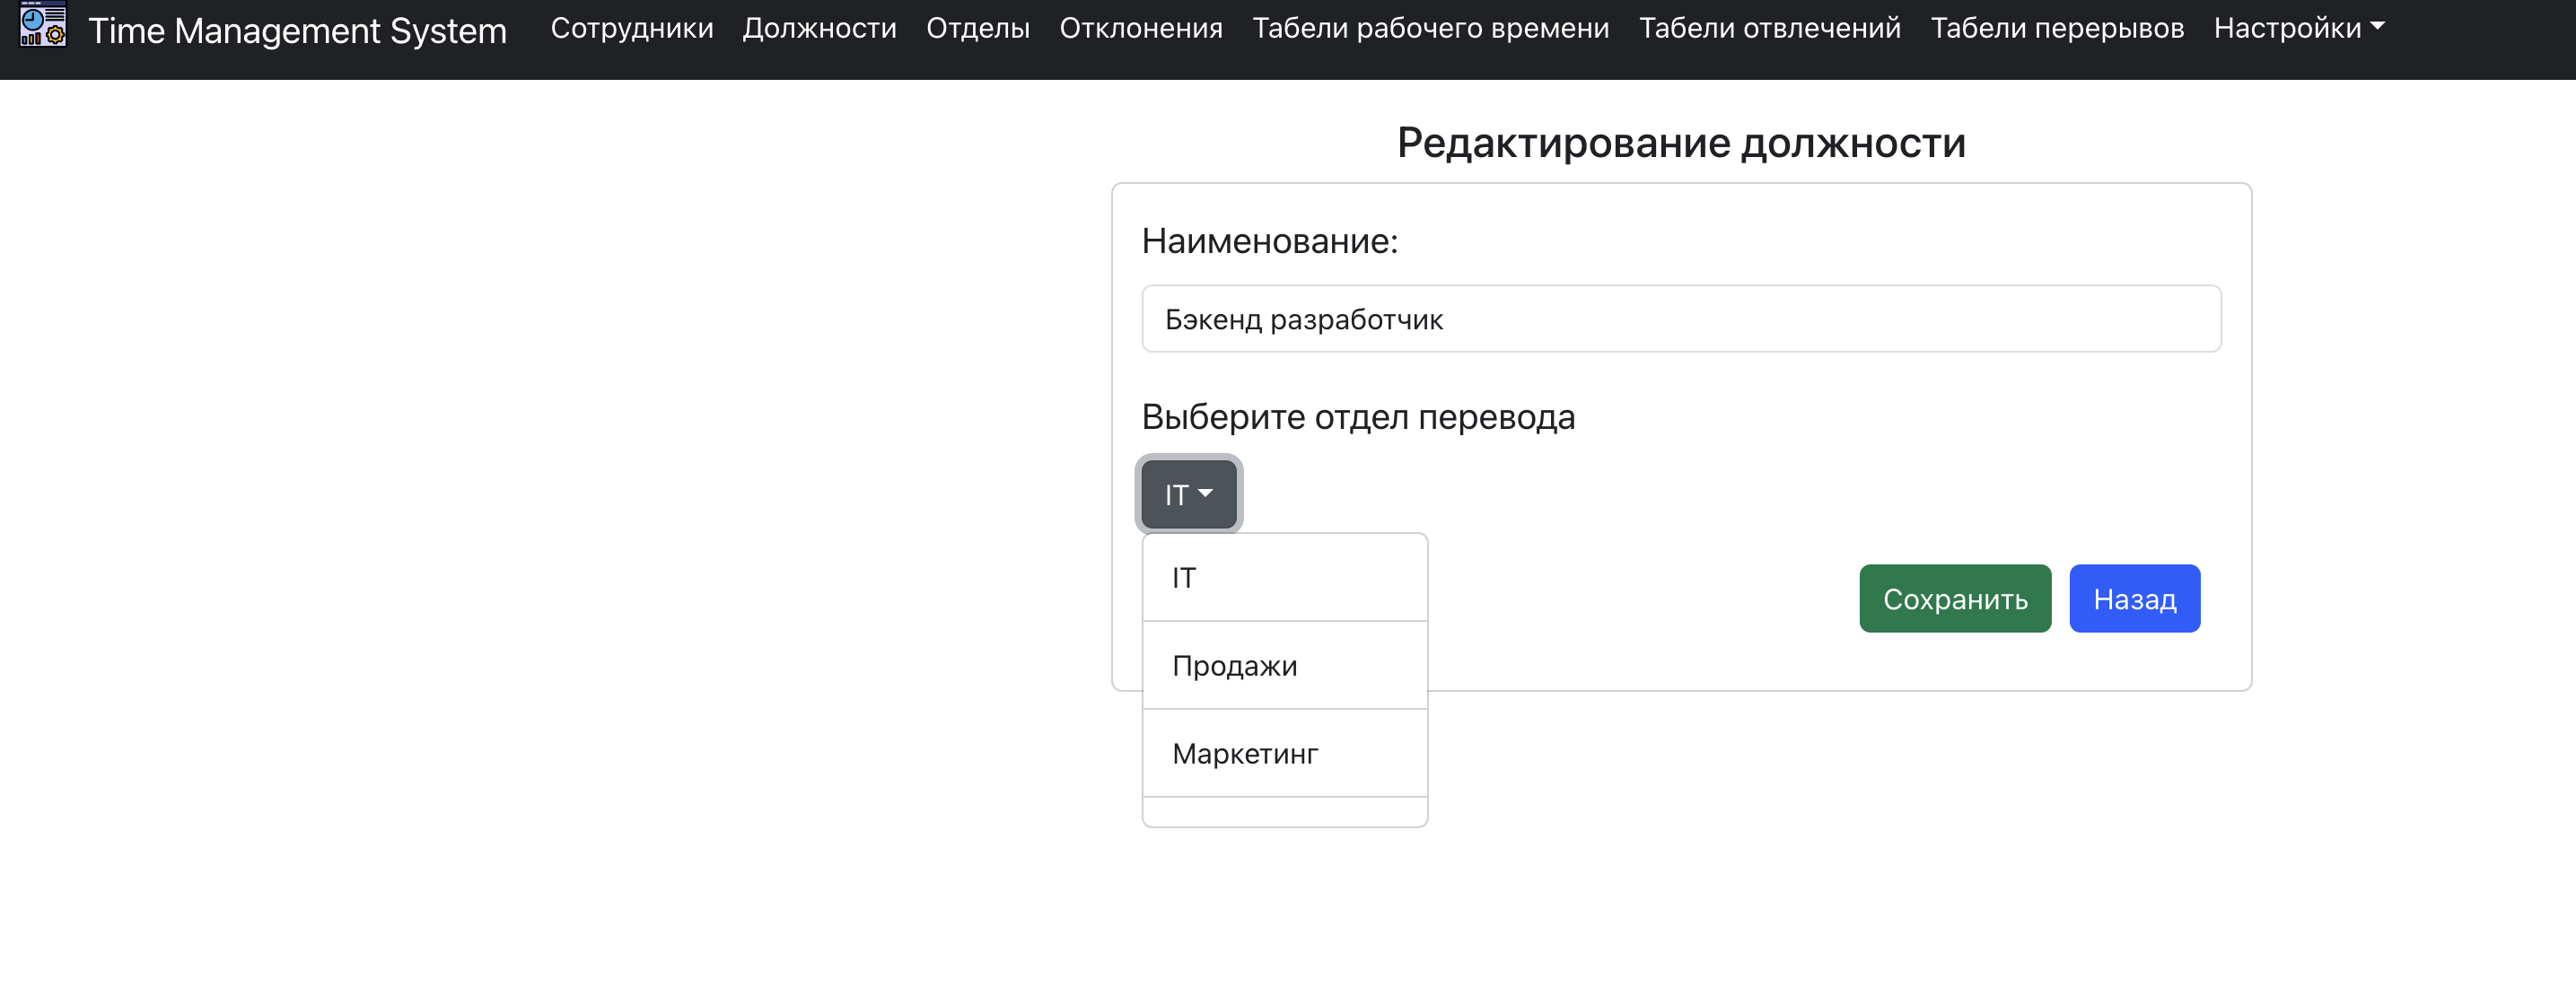 Time Management System Сотрудники Должности Отделы Отклонения Табели рабочего времени Табели отвлечений Табели перерывов Настройки
Редактирование должности
Наименование:
Бэкенд разработчик
Выберите отдел перевода
IT
IT
Продажи
Маркетинг
Сохранить Назад